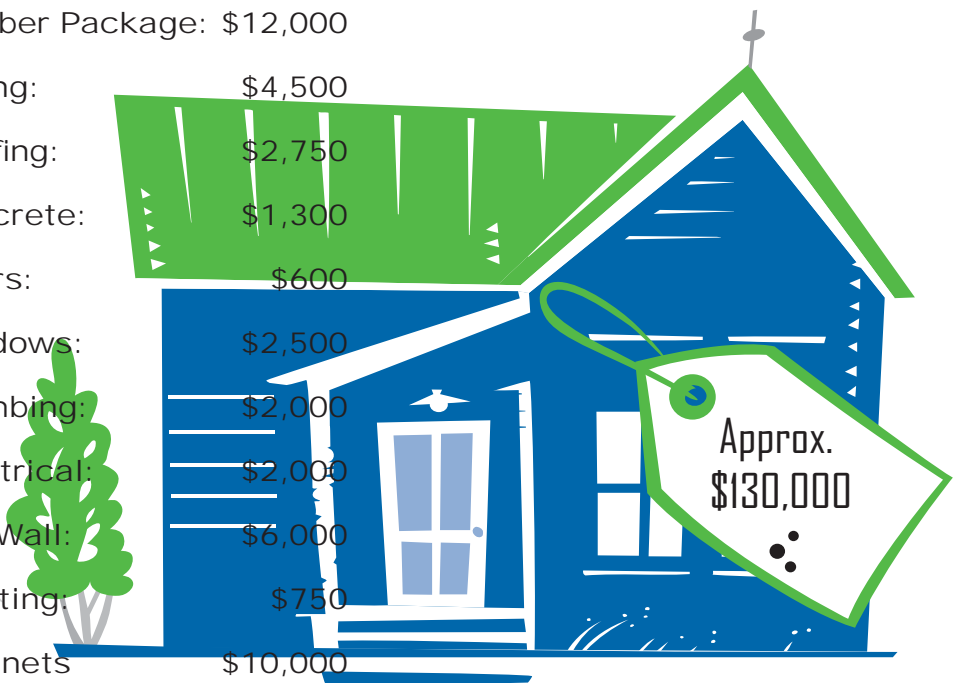 ber Package: $12,000
ng: $4,500
fing: $2,750
crete: $1,300
rs: $600
dows: $2,500
nbing: $2,000
trical: $2,000
Wall: $6,000
ting: $750
nets $10,000
Approx.
$130,000